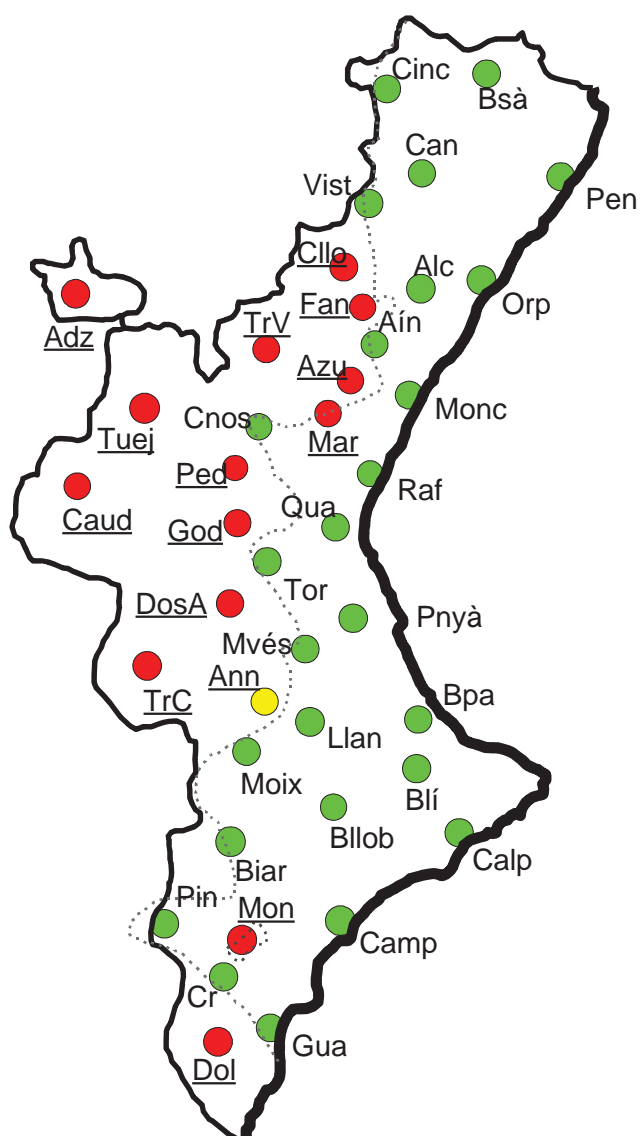 Cinc
Bsà
Can
Vist
Pen
Cllo
Alc
Orp
Fan
Adz
TrV
Aín
Azu
Monc
Cnos
Tuej
Mar
Ped
Raf
Caud
Qua
God
Tor
DosA
Pnyà
Mvés
TrC
Ann
Bpa
Llan
Moix
Blí
Bllob
Calp
Biar
Pin
Mon
Camp
Cr
Gua
Dol